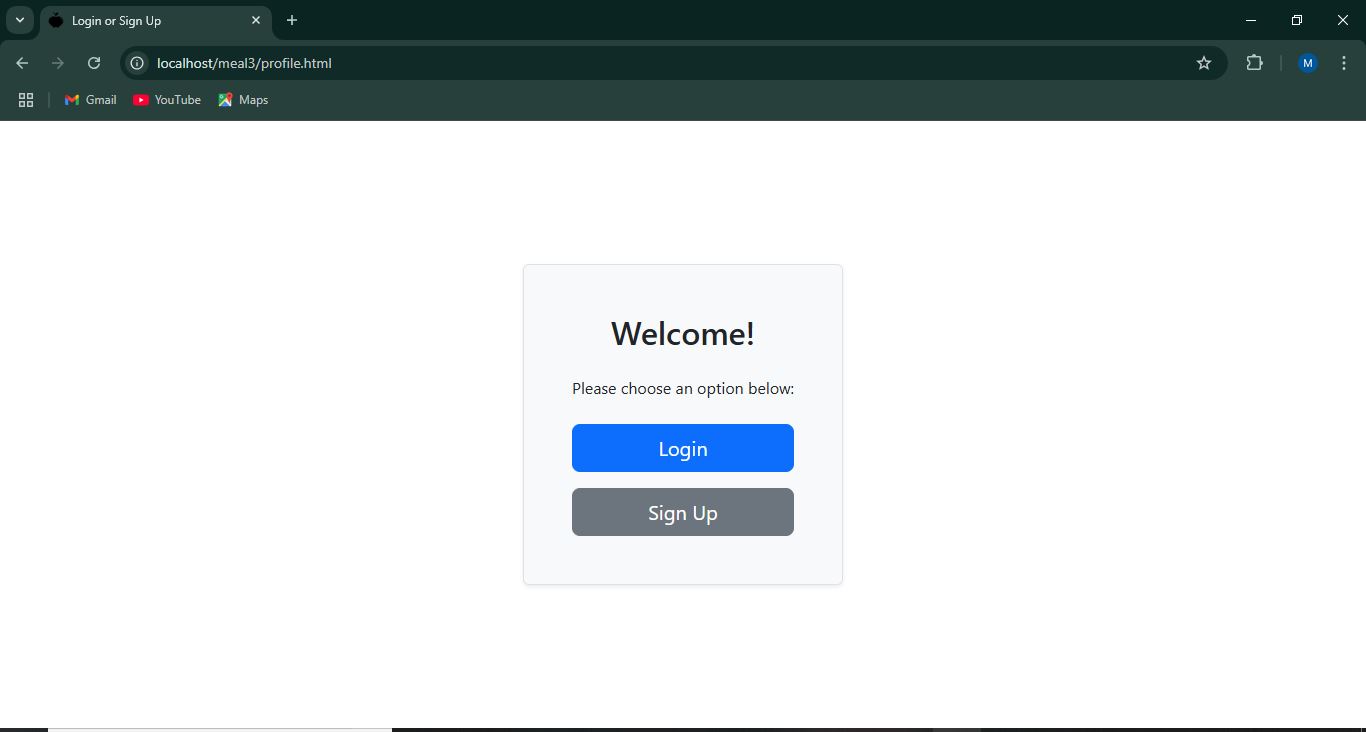 Login or Sign Up
localhost/meal3/profile.html
M
Gmail
YouTube
Maps
Welcome!
Please choose an option below:
Login
Sign Up